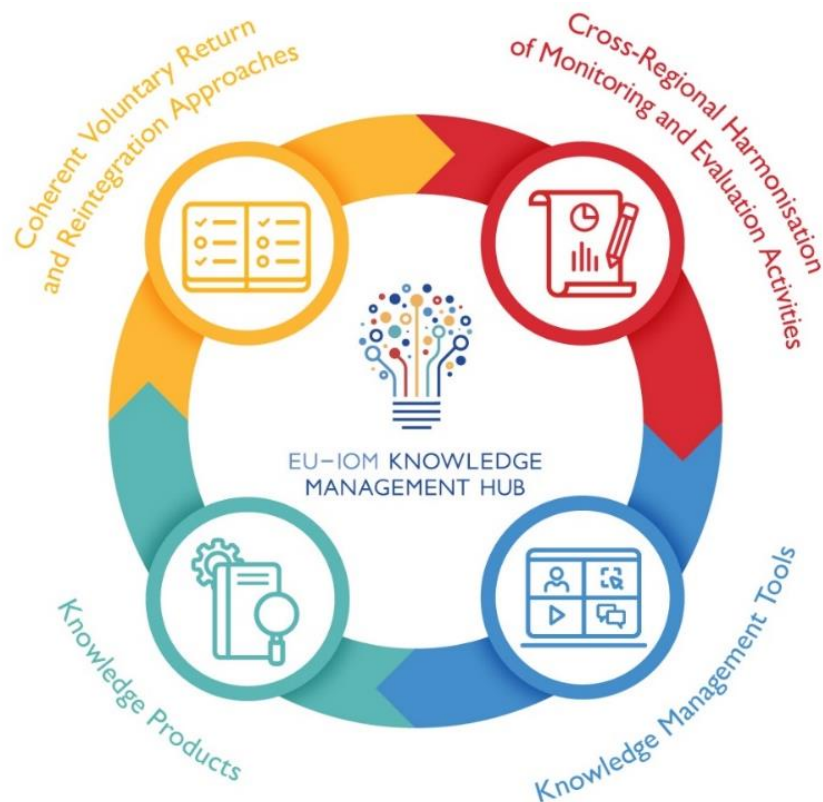 Coherent Voluntary Return
and Reintegration Approaches
Cross-Regional Harmonisation
of Monitoring and Evaluation Activities
EU–IOM KNOWLEDGE
MANAGEMENT HUB
Knowledge Products
Knowledge Management Tools